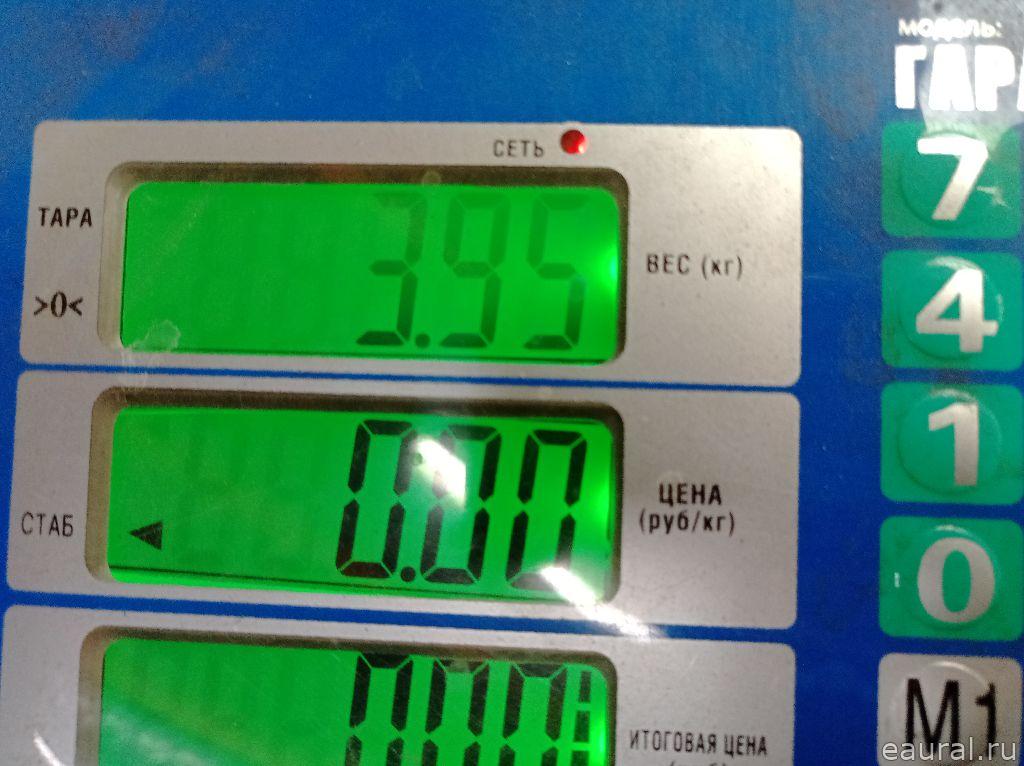 МОДЕЛЬ:
ГАР
СЕТЬ
ТАРА
>0<
3.95
ВЕС (кг)
7
4
0.00
ЦЕНА
(руб/кг)
СТАБ
1
0
ИТОГОВАЯ ЦЕНА
М1
eaural.ru